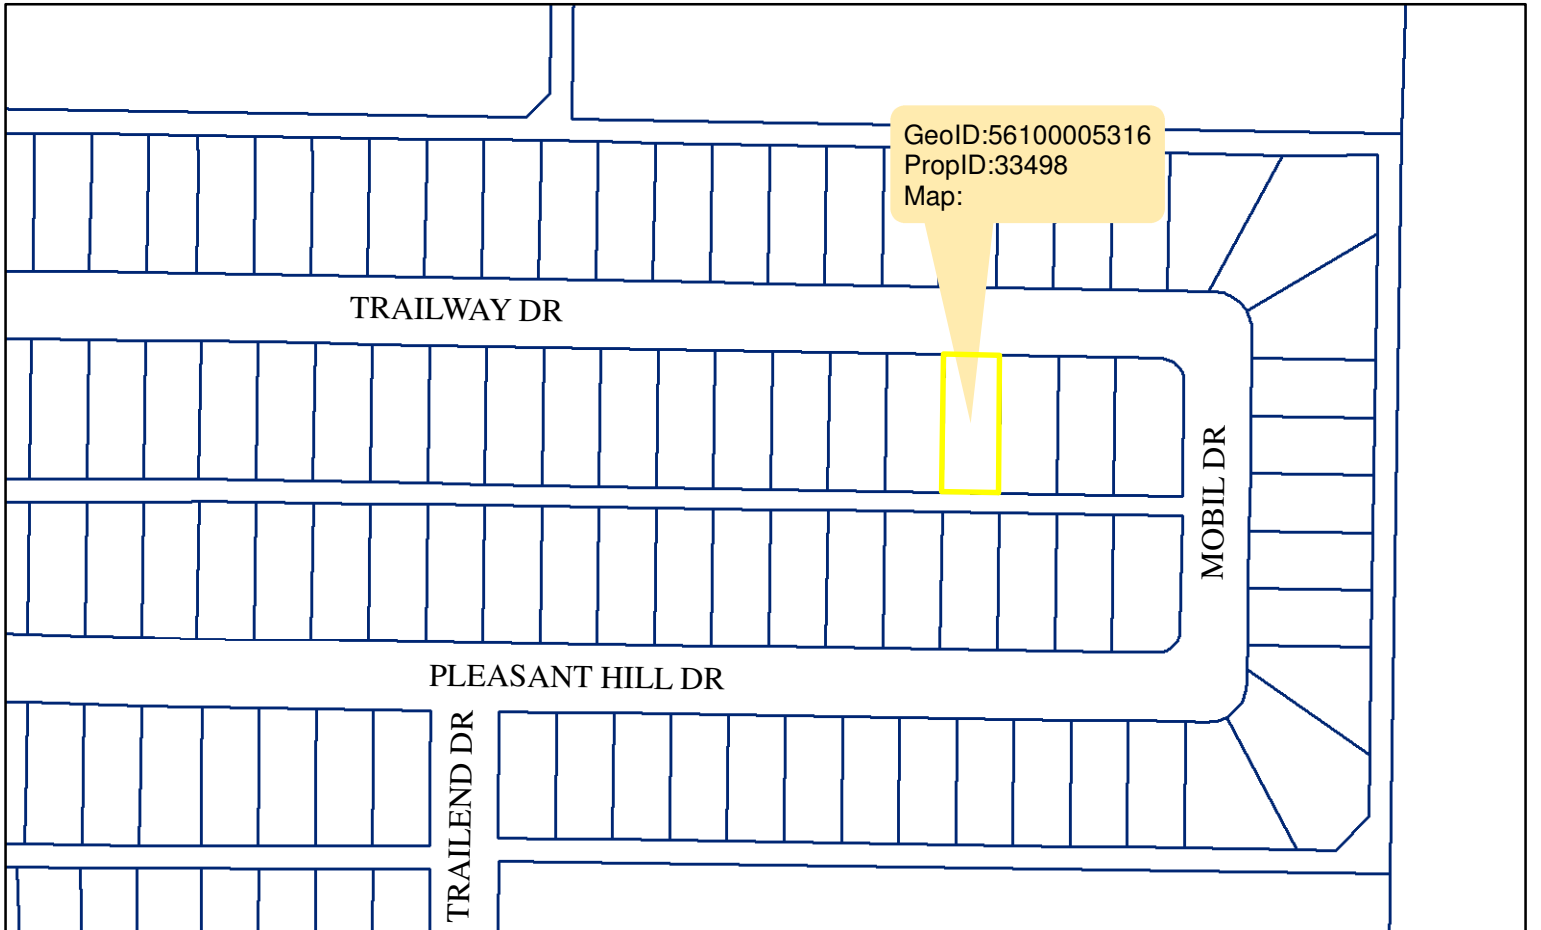 GeoID:56100005316
PropID:33498
Map:
TRAILWAY DR
MOBIL DR
PLEASANT HILL DR
TRAILEND DR